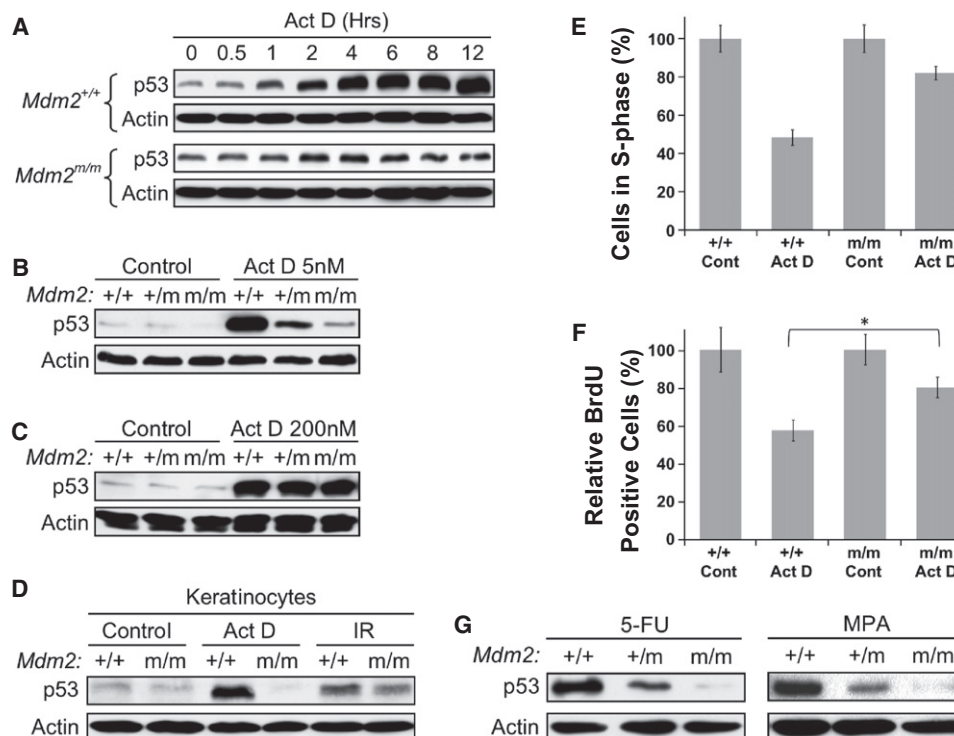 A
Act D (Hrs)
0 0.5 1 2 4 6 8 12
Mdm2+/+
p53
Actin
Mdm2m/m
p53
Actin
B
Control Act D 5nM
Mdm2: +/+ +/m m/m +/+ +/m m/m
p53
Actin
C
Control Act D 200nM
Mdm2: +/+ +/m m/m +/+ +/m m/m
p53
Actin
D
Keratinocytes
Control Act D IR
Mdm2: +/+ m/m +/+ m/m +/+ m/m
p53
Actin
E
Cells in S-phase (%)
100
80
60
40
20
0
+/+ +/+ m/m m/m
Cont Act D Cont Act D
F
Relative BrdU
Positive Cells (%)
*
100
80
60
40
20
0
+/+ +/+ m/m m/m
Cont Act D Cont Act D
G
5-FU MPA
Mdm2: +/+ +/m m/m +/+ +/m m/m
p53
Actin